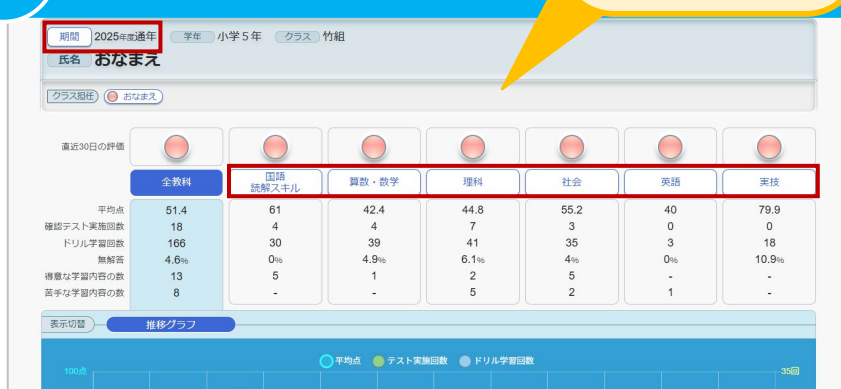 期間 2025年度通年 学年 小学5年 クラス 竹組
氏名 おなまえ
クラス担任 おなまえ
直近30日の評価
全教科 国語 読解スキル 算数・数学 理科 社会 英語 実技
平均点 51.4 61 42.4 44.8 55.2 40 79.9
確認テスト実施回数 18 4 4 7 3 0 0
ドリル学習回数 166 30 39 41 35 3 18
無解答 4.6% 0% 4.9% 6.1% 4% 0% 10.9%
得意な学習内容の数 13 5 1 2 5 - -
苦手な学習内容の数 8 - - 5 2 1 -
表示切替 推移グラフ
平均点 テスト実施回数 ドリル学習回数
100点 35回